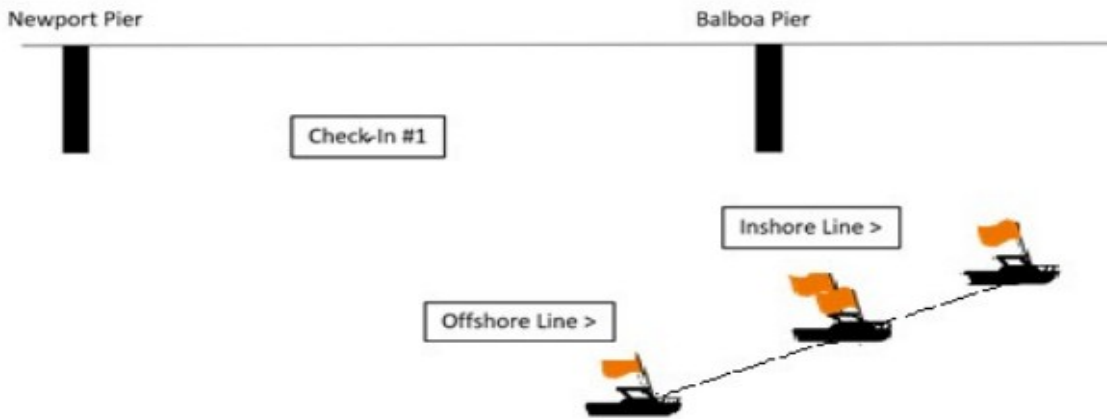 Newport Pier
Balboa Pier
Check-In #1
Inshore Line >
Offshore Line >